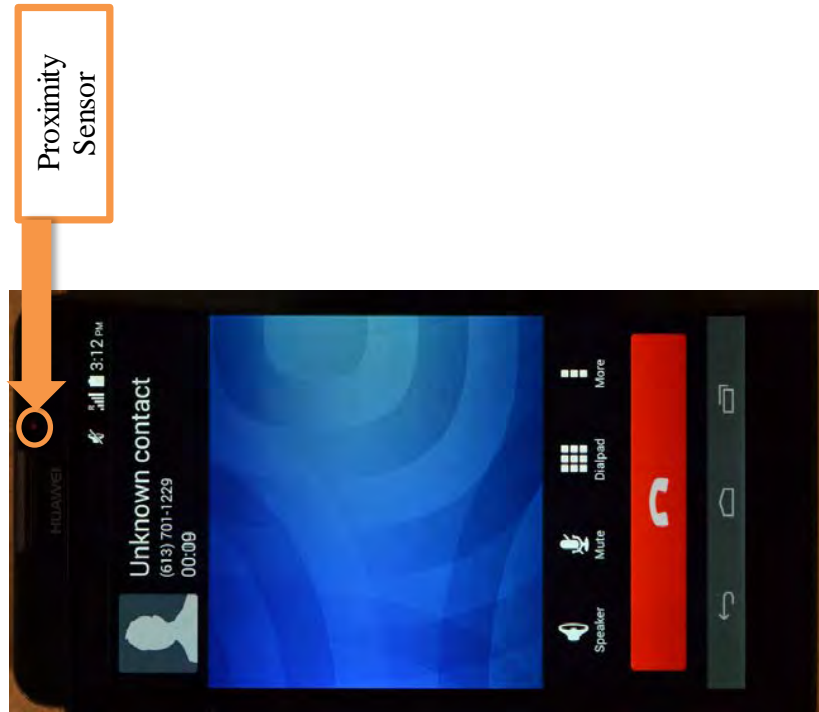 Proximity
Sensor
HUAWEI
3:12 PM
Unknown contact
(613) 701-1229
00:09
Speaker
Mute
Dialpad
More